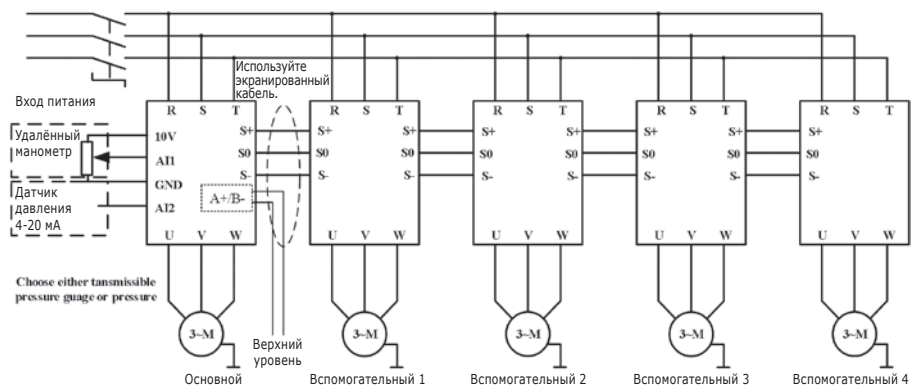 Вход питания
Используйте
экранированный
кабель.
R S T
R S T
R S T
R S T
R S T
Удалённый
манометр
Датчик
давления
4-20 мА
10V
AI1
GND
AI2
S+ S+ S+ S+ S+ S+ S+ S+
S0 S0 S0 S0 S0 S0 S0 S0
S- S- S- S- S- S- S- S-
A+/B-
U V W
U V W
U V W
U V W
U V W
Choose either tansmissible
pressure guage or pressure
3~M
3~M
3~M
3~M
3~M
Верхний
уровень
Основной
Вспомогательный 1
Вспомогательный 2
Вспомогательный 3
Вспомогательный 4